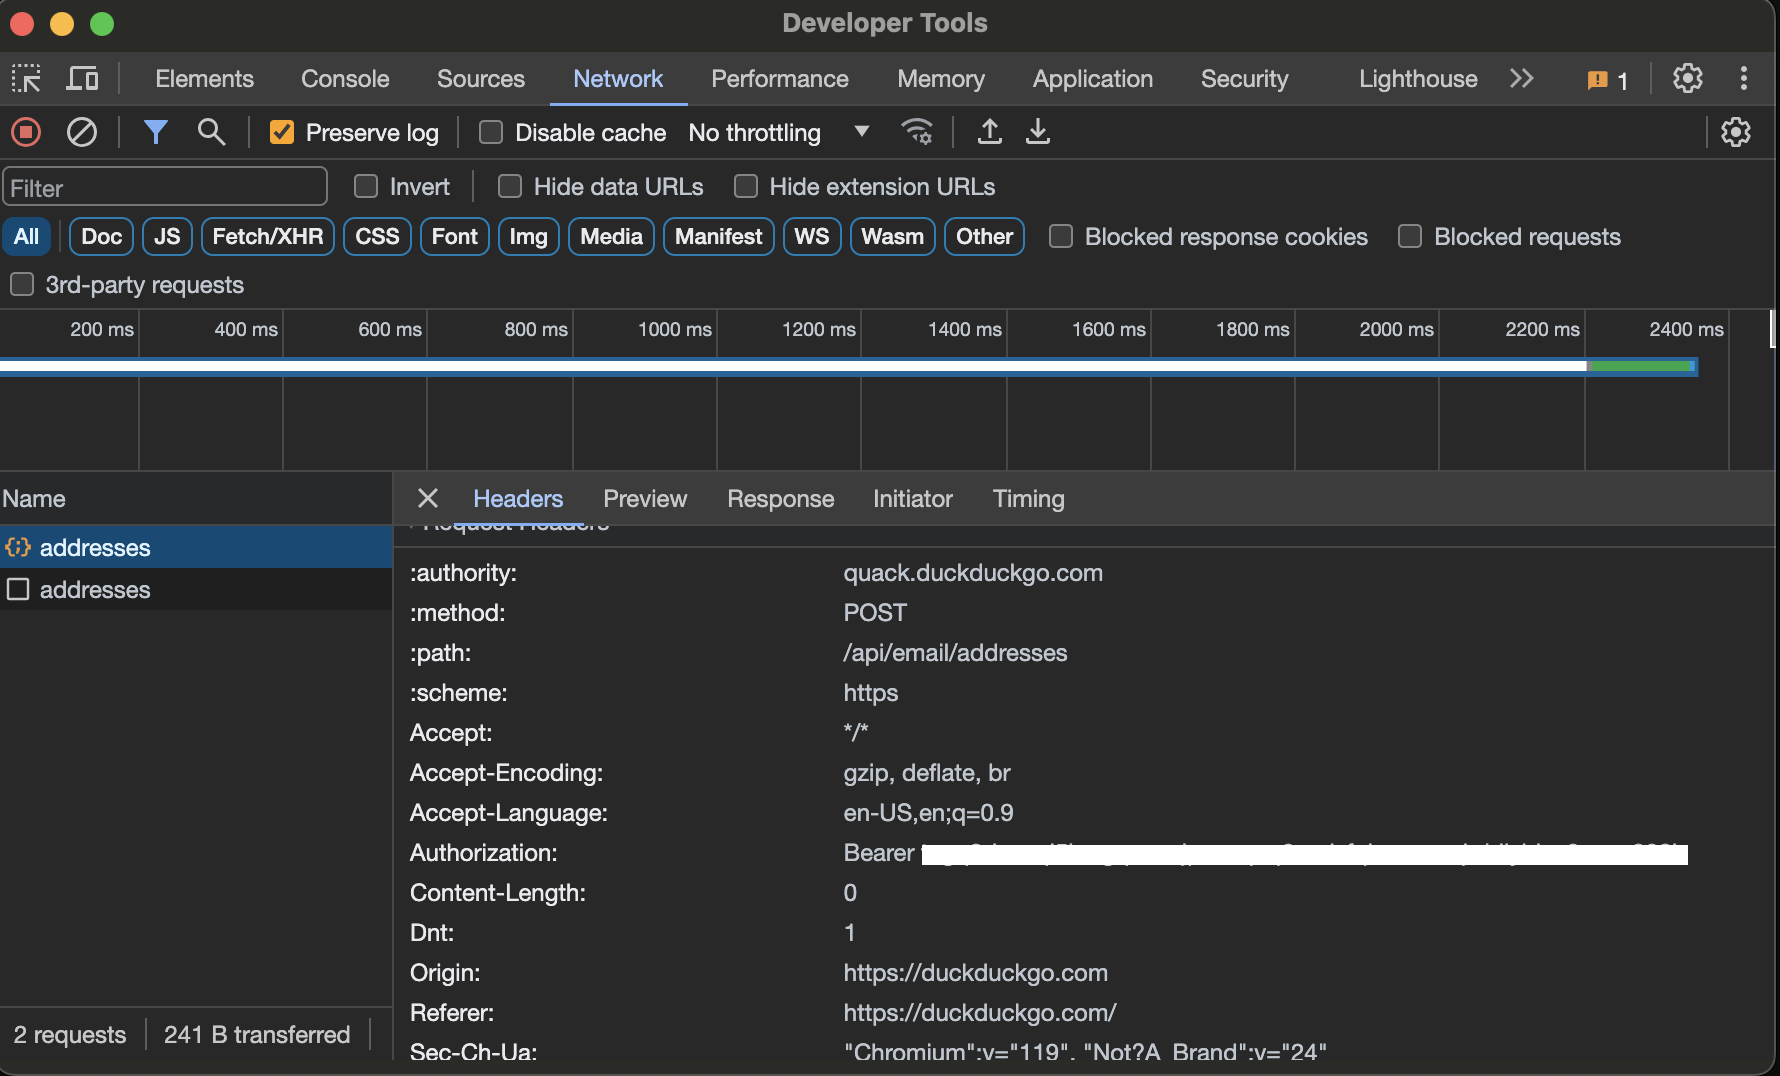 Developer Tools
Elements Console Sources Network Performance Memory Application Security Lighthouse 1
Preserve log Disable cache No throttling
Filter Invert Hide data URLs Hide extension URLs
All Doc JS Fetch/XHR CSS Font Img Media Manifest WS Wasm Other Blocked response cookies Blocked requests
3rd-party requests
200 ms 400 ms 600 ms 800 ms 1000 ms 1200 ms 1400 ms 1600 ms 1800 ms 2000 ms 2200 ms 2400 ms
Name
addresses
addresses
2 requests 241 B transferred
Headers Preview Response Initiator Timing
Request Headers
:authority: quack.duckduckgo.com
:method: POST
:path: /api/email/addresses
:scheme: https
Accept: */*
Accept-Encoding: gzip, deflate, br
Accept-Language: en-US,en;q=0.9
Authorization: Bearer
Content-Length: 0
Dnt: 1
Origin: https://duckduckgo.com
Referer: https://duckduckgo.com/
Sec-Ch-Ua: "Chromium";v="119", "Not?A_Brand";v="24"